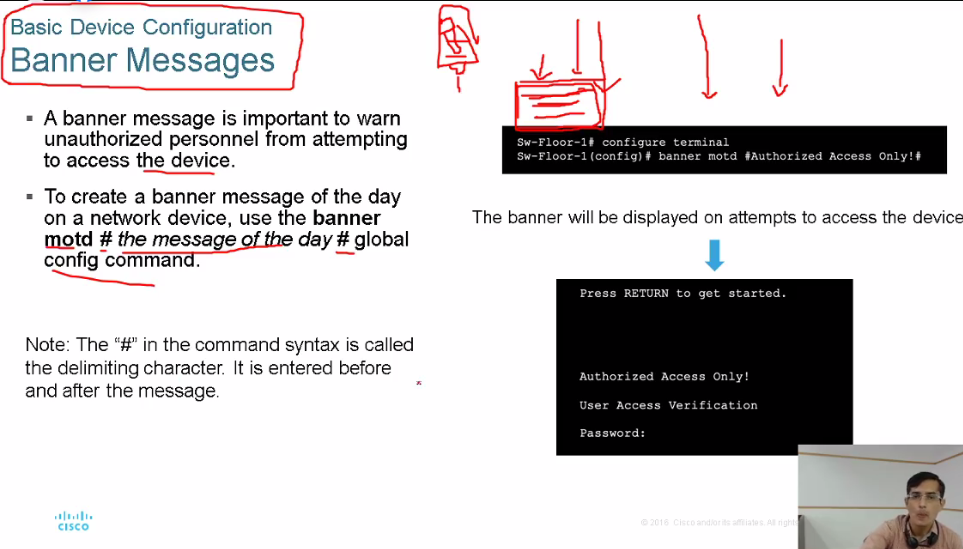 Basic Device Configuration
Banner Messages
▪ A banner message is important to warn
unauthorized personnel from attempting
to access the device.
▪ To create a banner message of the day
on a network device, use the banner
motd # the message of the day # global
config command.
Note: The “#” in the command syntax is called
the delimiting character. It is entered before
and after the message.
Sw-Floor-1# configure terminal
Sw-Floor-1(config)# banner motd #Authorized Access Only!#
The banner will be displayed on attempts to access the device
Press RETURN to get started.
Authorized Access Only!
User Access Verification
Password:
CISCO
© 2016 Cisco and/or its affiliates. All rights